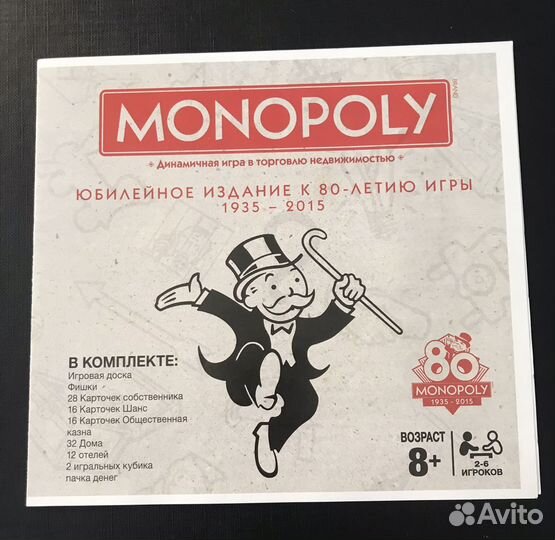 MONOPOLY
BRAND
Динамичная игра в торговлю недвижимостью
ЮБИЛЕЙНОЕ ИЗДАНИЕ К 80-ЛЕТИЮ ИГРЫ
1935 – 2015
В КОМПЛЕКТЕ:
Игровая доска
Фишки
28 Карточек собственника
16 Карточек Шанс
16 Карточек Общественная
казна
32 Дома
12 отелей
2 игральных кубика
пачка денег
80
MONOPOLY
1935 - 2015
ВОЗРАСТ
8+
2-6
ИГРОКОВ
Avito